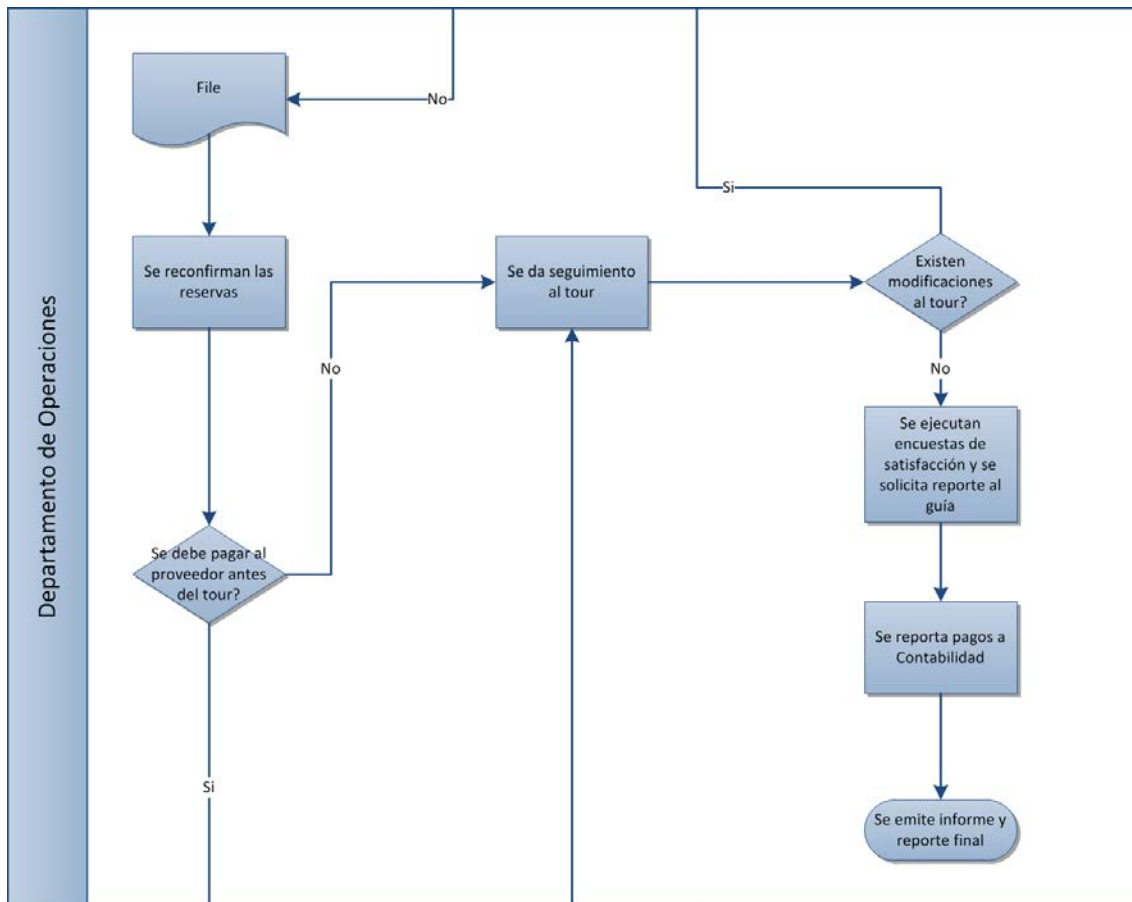 Departamento de Operaciones
File
No
Se reconfirman las
reservas
Se debe pagar al
proveedor antes
del tour?
No
Si
Se da seguimiento
al tour
Si
Existen
modificaciones
al tour?
No
Se ejecutan
encuestas de
satisfacción y se
solicita reporte al
guía
Se reporta pagos a
Contabilidad
Se emite informe y
reporte final